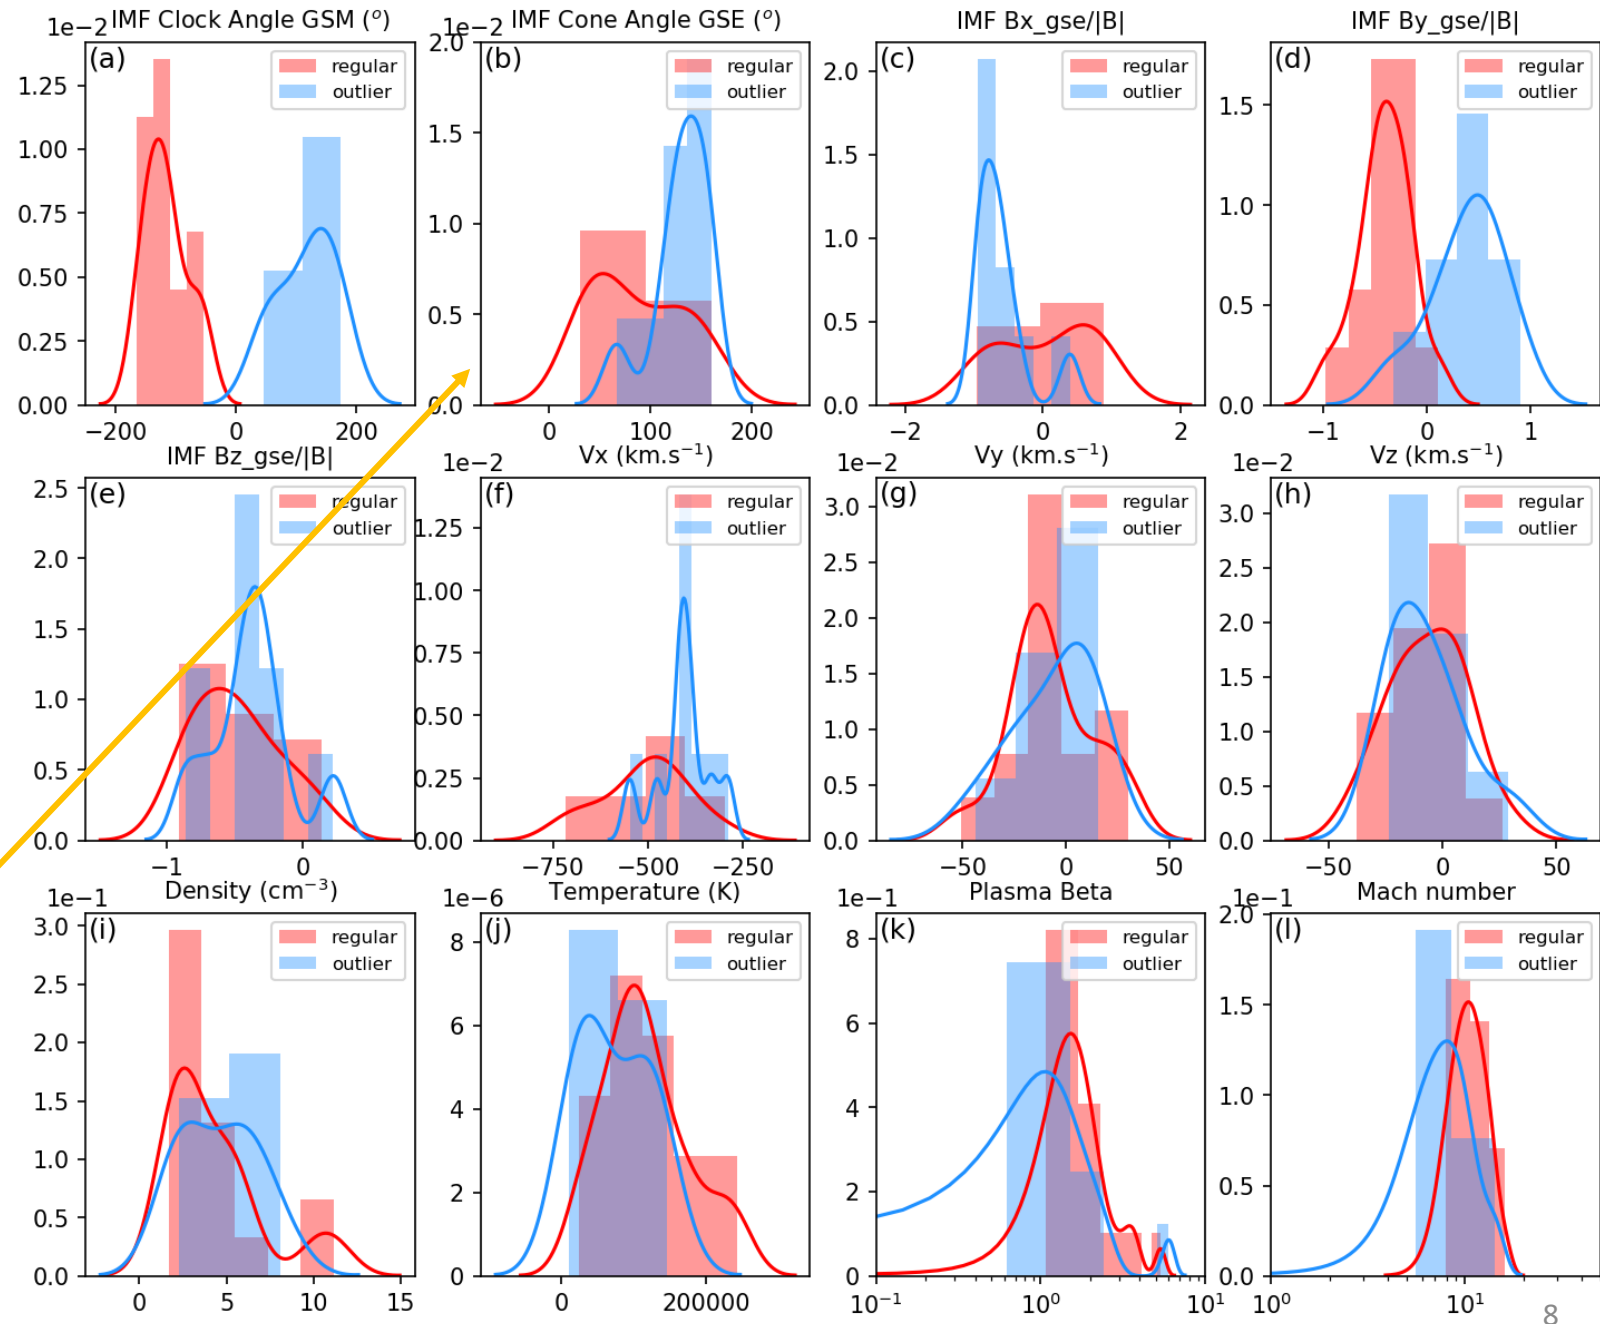 1e−2 IMF Clock Angle GSM (°)
1e−2 IMF Cone Angle GSE (°)
IMF Bx_gse/|B|
IMF By_gse/|B|
(a) regular outlier
(b) regular outlier
(c) regular outlier
(d) regular outlier
1.25 1.00 0.75 0.50 0.25 0.00
2.0 1.5 1.0 0.5 0.0
2.0 1.5 1.0 0.5 0.0
1.5 1.0 0.5 0.0
−200 0 200
0 100 200
−2 0 2
−1 0 1
IMF Bz_gse/|B|
1e−2 Vx (km.s⁻¹)
1e−2 Vy (km.s⁻¹)
1e−2 Vz (km.s⁻¹)
(e) regular outlier
(f) regular outlier
(g) regular outlier
(h) regular outlier
2.5 2.0 1.5 1.0 0.5 0.0
1.25 1.00 0.75 0.50 0.25 0.00
3.0 2.5 2.0 1.5 1.0 0.5 0.0
3.0 2.5 2.0 1.5 1.0 0.5 0.0
−1 0
−750 −500 −250
−50 0 50
−50 0 50
1e−1 Density (cm⁻³)
1e−6 Temperature (K)
1e−1 Plasma Beta
1e−1 Mach number
(i) regular outlier
(j) regular outlier
(k) regular outlier
(l) regular outlier
3.0 2.5 2.0 1.5 1.0 0.5 0.0
8 6 4 2 0
8 6 4 2 0
2.0 1.5 1.0 0.5 0.0
0 5 10 15
0 200000
10⁻¹ 10⁰ 10¹
10⁰ 10¹
8